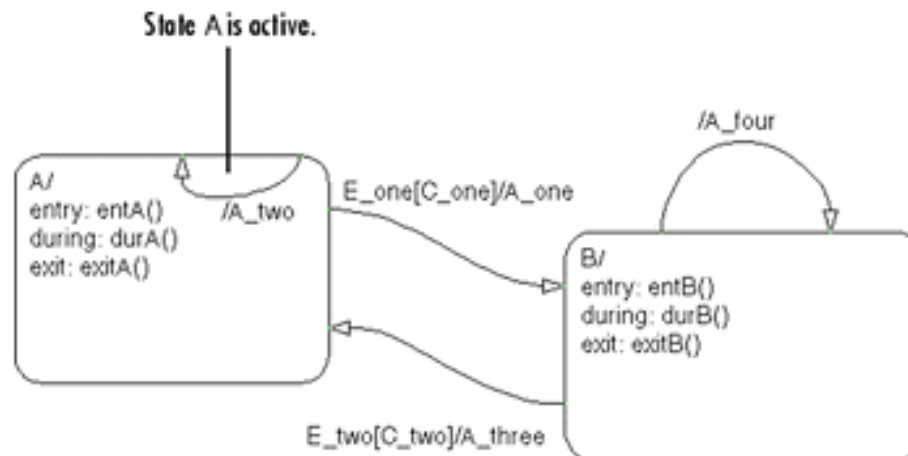 State A is active.
/A_four
A/
entry: entA()
during: durA()
exit: exitA()
/A_two
E_one[C_one]/A_one
B/
entry: entB()
during: durB()
exit: exitB()
E_two[C_two]/A_three